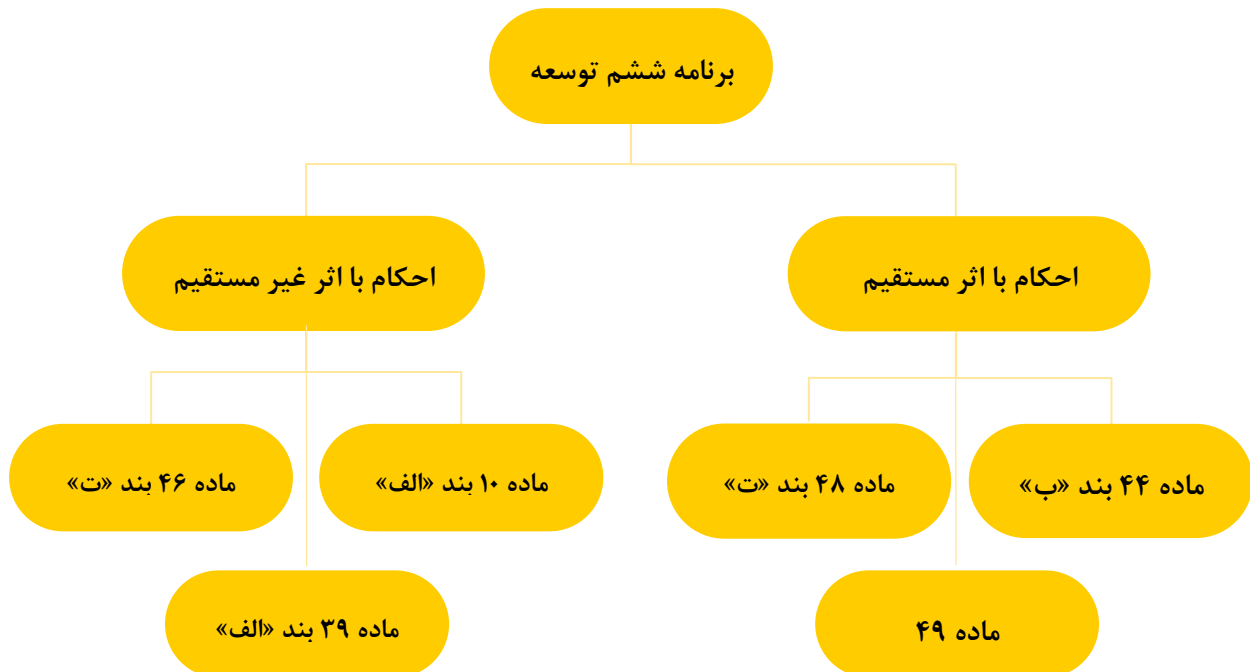 برنامه ششم توسعه
احکام با اثر مستقیم
احکام با اثر غیر مستقیم
ماده ۴۴ بند «ب»
ماده ۴۸ بند «ت»
ماده ۱۰ بند «الف»
ماده ۴۶ بند «ت»
ماده ۴۹
ماده ۳۹ بند «الف»